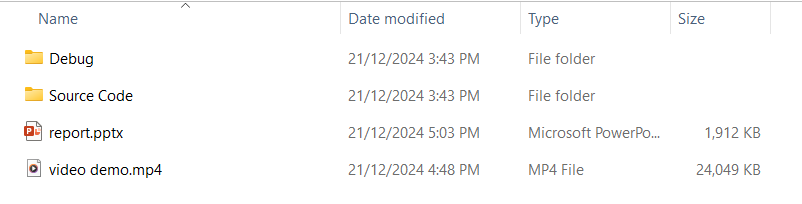 Name Date modified Type Size
Debug 21/12/2024 3:43 PM File folder
Source Code 21/12/2024 3:43 PM File folder
report.pptx 21/12/2024 5:03 PM Microsoft PowerPo... 1,912 KB
video demo.mp4 21/12/2024 4:48 PM MP4 File 24,049 KB